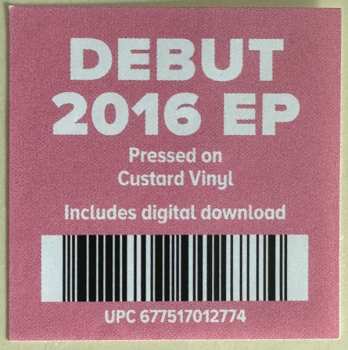 DEBUT
2016 EP
Pressed on
Custard Vinyl
Includes digital download
UPC 677517012774